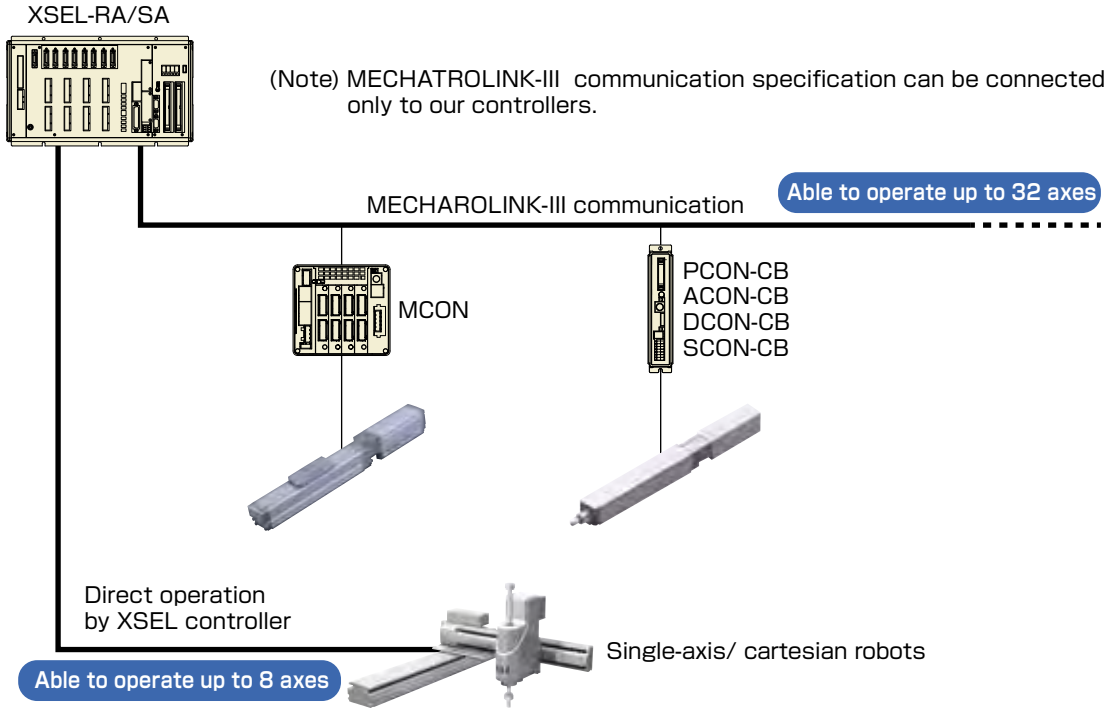 XSEL-RA/SA
(Note) MECHATROLINK-III communication specification can be connected
only to our controllers.
Able to operate up to 32 axes
MECHAROLINK-III communication
MCON
PCON-CB
ACON-CB
DCON-CB
SCON-CB
Direct operation
by XSEL controller
Single-axis/ cartesian robots
Able to operate up to 8 axes